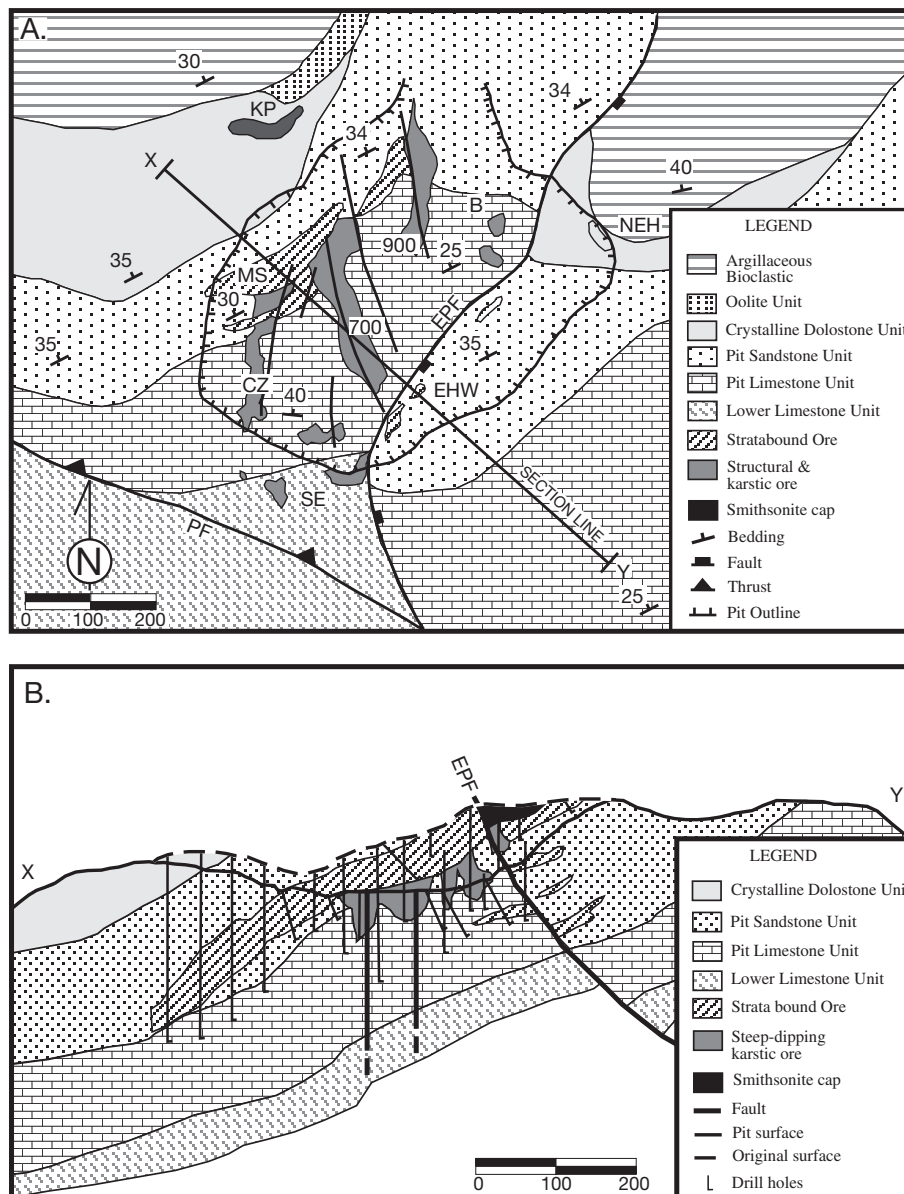 A.
30
KP
X
34
34
40
B
NEH
900
25
35
MS
30
EPF
700
35
35
EHW
CZ
40
SE
SECTION LINE
PF
Y
N
25
0 100 200
LEGEND
Argillaceous
Bioclastic
Oolite Unit
Crystalline Dolostone Unit
Pit Sandstone Unit
Pit Limestone Unit
Lower Limestone Unit
Stratabound Ore
Structural &
karstic ore
Smithsonite cap
Bedding
Fault
Thrust
Pit Outline
B.
EPF
X
Y
LEGEND
Crystalline Dolostone Unit
Pit Sandstone Unit
Pit Limestone Unit
Lower Limestone Unit
Strata bound Ore
Steep-dipping
karstic ore
Smithsonite cap
Fault
Pit surface
Original surface
Drill holes
0 100 200